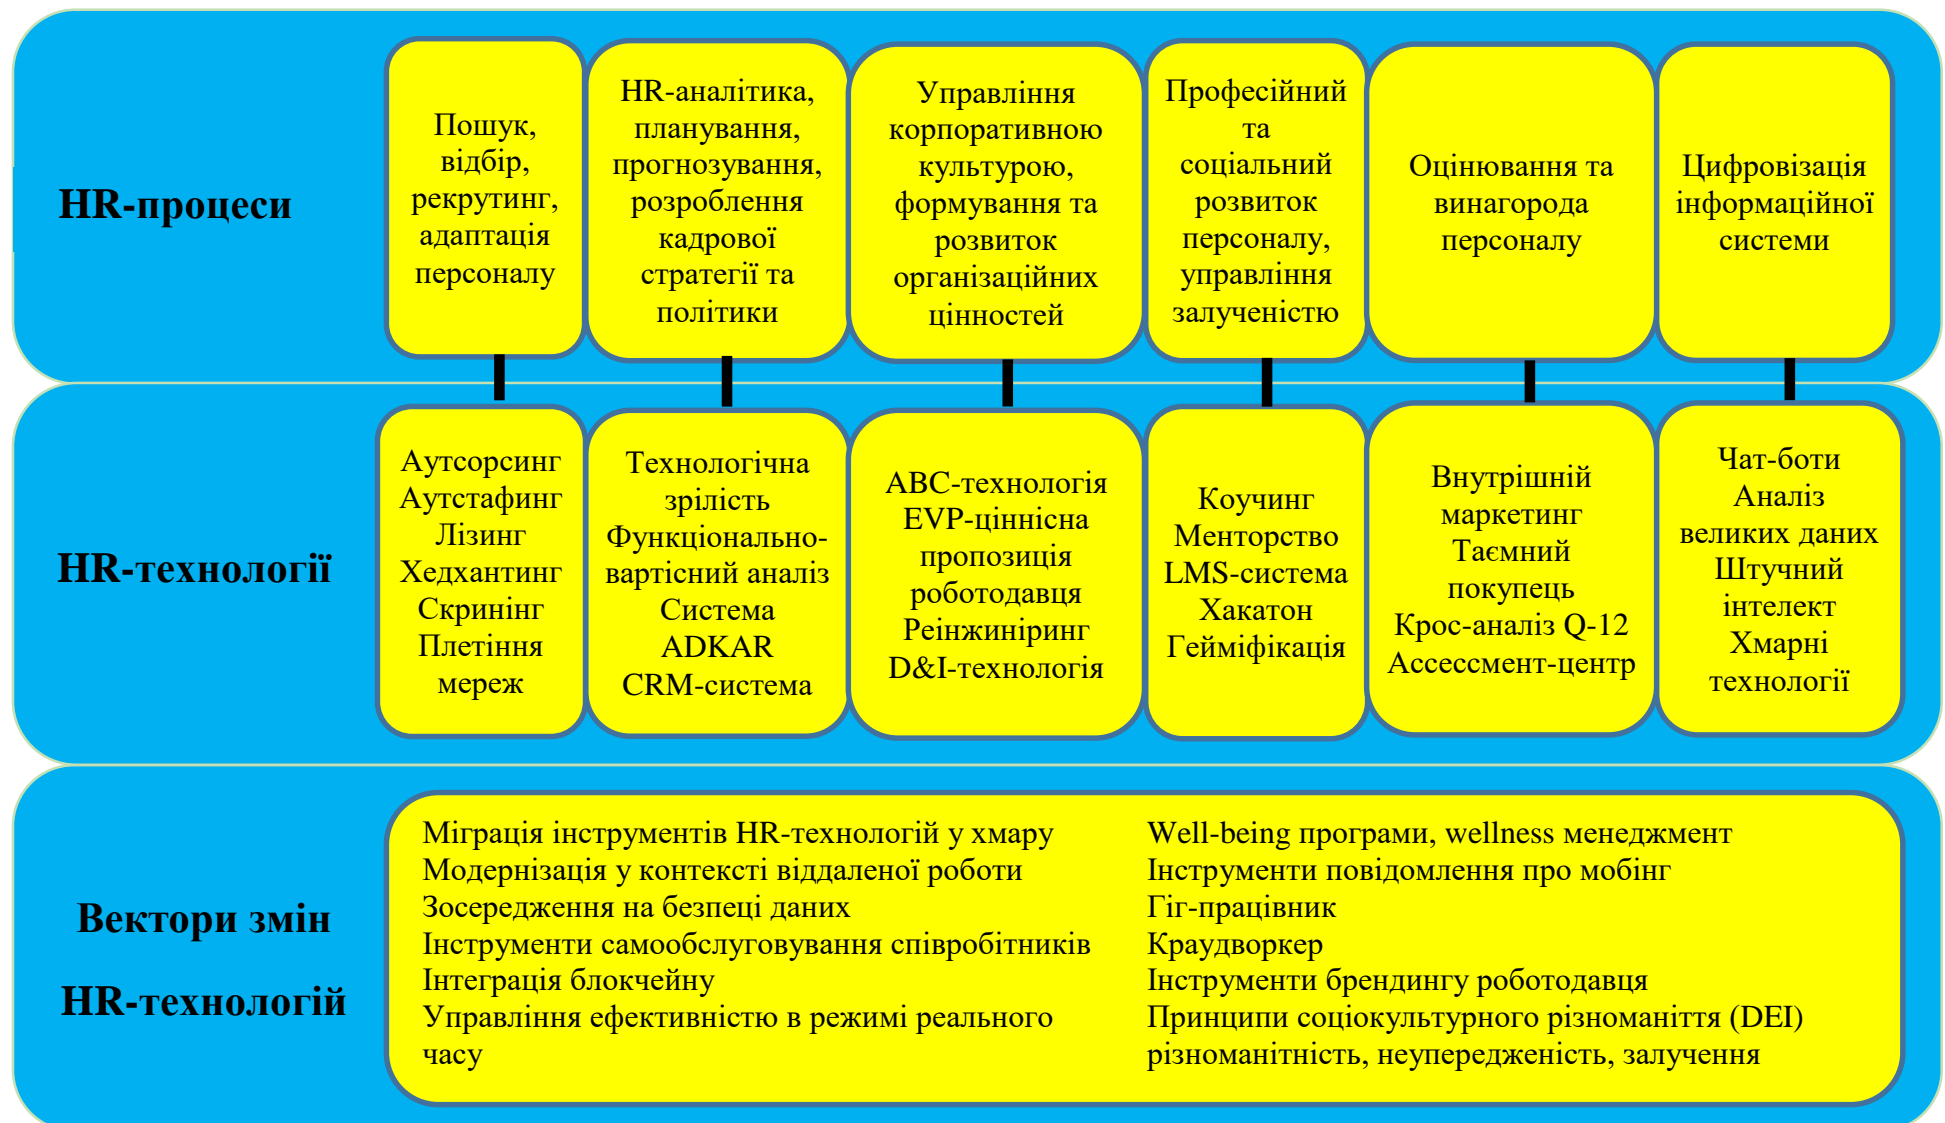 HR-процеси
Пошук,
відбір,
рекрутинг,
адаптація
персоналу
HR-аналітика,
планування,
прогнозування,
розроблення
кадрової
стратегії та
політики
Управління
корпоративною
культурою,
формування та
розвиток
організаційних
цінностей
Професійний
та
соціальний
розвиток
персоналу,
управління
залученістю
Оцінювання та
винагорода
персоналу
Цифровізація
інформаційної
системи
HR-технології
Аутсорсинг
Аутстафинг
Лізинг
Хедхантинг
Скринінг
Плетіння
мереж
Технологічна
зрілість
Функціонально-
вартісний аналіз
Система
ADKAR
CRM-система
ABC-технологія
EVP-ціннісна
пропозиція
роботодавця
Реінжиніринг
D&I-технологія
Коучинг
Менторство
LMS-система
Хакатон
Гейміфікація
Внутрішній
маркетинг
Таємний
покупець
Крос-аналіз Q-12
Ассессмент-центр
Чат-боти
Аналіз
великих даних
Штучний
інтелект
Хмарні
технології
Вектори змін
HR-технологій
Міграція інструментів HR-технологій у хмару
Модернізація у контексті віддаленої роботи
Зосередження на безпеці даних
Інструменти самообслуговування співробітників
Інтеграція блокчейну
Управління ефективністю в режимі реального
часу
Well-being програми, wellness менеджмент
Інструменти повідомлення про мобінг
Гіг-працівник
Краудворкер
Інструменти брендингу роботодавця
Принципи соціокультурного різноманіття (DEI)
різноманітність, неупередженість, залучення